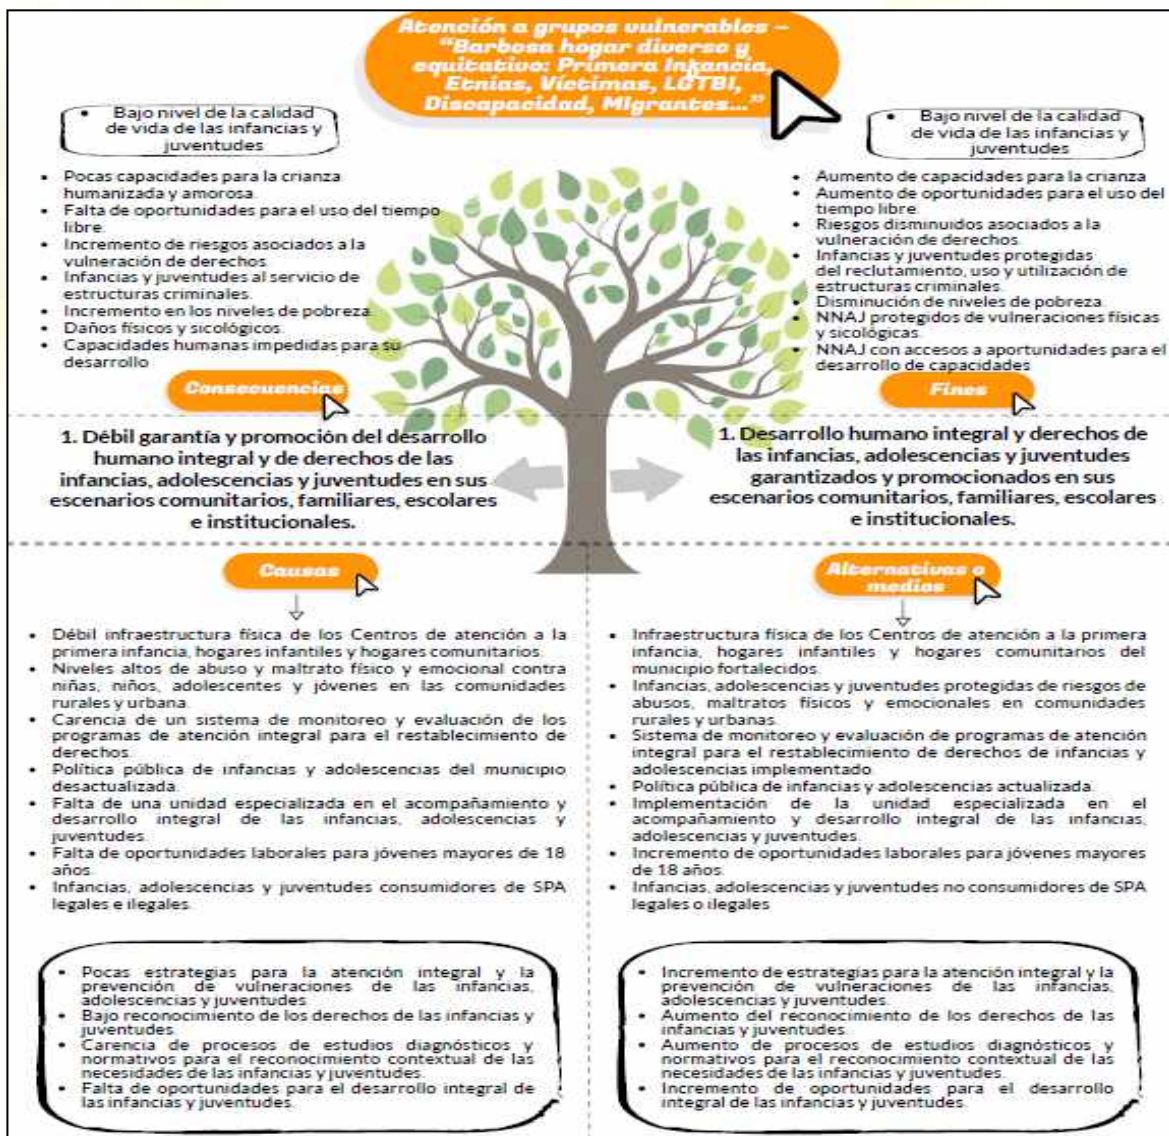 Atención a grupos vulnerables –
“Barbosa hogar diverso y
equitativo: Primera Infancia,
Etnias, Víctimas, LGTBI,
Discapacidad, MIgrantes...”
• Bajo nivel de la calidad
de vida de las infancias y
juventudes
• Pocas capacidades para la crianza
humanizada y amorosa.
• Falta de oportunidades para el uso del tiempo
libre.
• Incremento de riesgos asociados a la
vulneración de derechos.
• Infancias y juventudes al servicio de
estructuras criminales.
• Incremento en los niveles de pobreza
• Daños físicos y sicológicos.
• Capacidades humanas impedidas para su
desarrollo
Consecuencias
• Bajo nivel de la calidad
de vida de las infancias y
juventudes
• Aumento de capacidades para la crianza
• Aumento de oportunidades para el uso del
tiempo libre.
• Riesgos disminuidos asociados a la
vulneración de derechos.
• Infancias y juventudes protegidas
del reclutamiento, uso y utilización de
estructuras criminales.
• Disminución de niveles de pobreza.
• NNAJ protegidos de vulneraciones físicas
y sicológicas.
• NNAJ con accesos a aportunidades para el
desarrollo de capacidades
Fines
1. Débil garantía y promoción del desarrollo
humano integral y de derechos de las
infancias, adolescencias y juventudes en sus
escenarios comunitarios, familiares, escolares
e institucionales.
1. Desarrollo humano integral y derechos de
las infancias, adolescencias y juventudes
garantizados y promocionados en sus
escenarios comunitarios, familiares, escolares
e institucionales.
Causas
• Débil infraestructura física de los Centros de atención a la
primera infancia, hogares infantiles y hogares comunitarios.
• Niveles altos de abuso y maltrato físico y emocional contra
niñas, niños, adolescentes y jóvenes en las comunidades
rurales y urbana.
• Carencia de un sistema de monitoreo y evaluación de los
programas de atención integral para el restablecimiento de
derechos.
• Política pública de infancias y adolescencias del municipio
desactualizada.
• Falta de una unidad especializada en el acompañamiento y
desarrollo integral de las infancias, adolescencias y
juventudes.
• Falta de oportunidades laborales para jóvenes mayores de 18
años.
• Infancias, adolescencias y juventudes consumidores de SPA
legales e ilegales.
• Pocas estrategias para la atención integral y la
prevención de vulneraciones de las infancias,
adolescencias y juventudes
• Bajo reconocimiento de los derechos de las infancias y
juventudes.
• Carencia de procesos de estudios diagnósticos y
normativos para el reconocimiento contextual de las
necesidades de las infancias y juventudes.
• Falta de oportunidades para el desarrollo integral de
las infancias y juventudes.
Alternativas o
medios
• Infraestructura física de los Centros de atención a la primera
infancia, hogares infantiles y hogares comunitarios del
municipio fortalecidos.
• Infancias, adolescencias y juventudes protegidas de riesgos de
abusos, maltratos físicos y emocionales en comunidades
rurales y urbanas.
• Sistema de monitoreo y evaluación de programas de atención
integral para el restablecimiento de derechos de infancias y
adolescencias implementado.
• Política pública de infancias y adolescencias actualizada.
• Implementación de la unidad especializada en el
acompañamiento y desarrollo integral de las infancias,
adolescencias y juventudes.
• Incremento de oportunidades laborales para jóvenes mayores
de 18 años.
• Infancias, adolescencias y juventudes no consumidores de SPA
legales o ilegales
• Incremento de estrategias para la atención integral y la
prevención de vulneraciones de las infancias,
adolescencias y juventudes.
• Aumento del reconocimiento de los derechos de las
infancias y juventudes.
• Aumento de procesos de estudios diagnósticos y
normativos para el reconocimiento contextual de las
necesidades de las infancias y juventudes.
• Incremento de oportunidades para el desarrollo
integral de las infancias y juventudes.